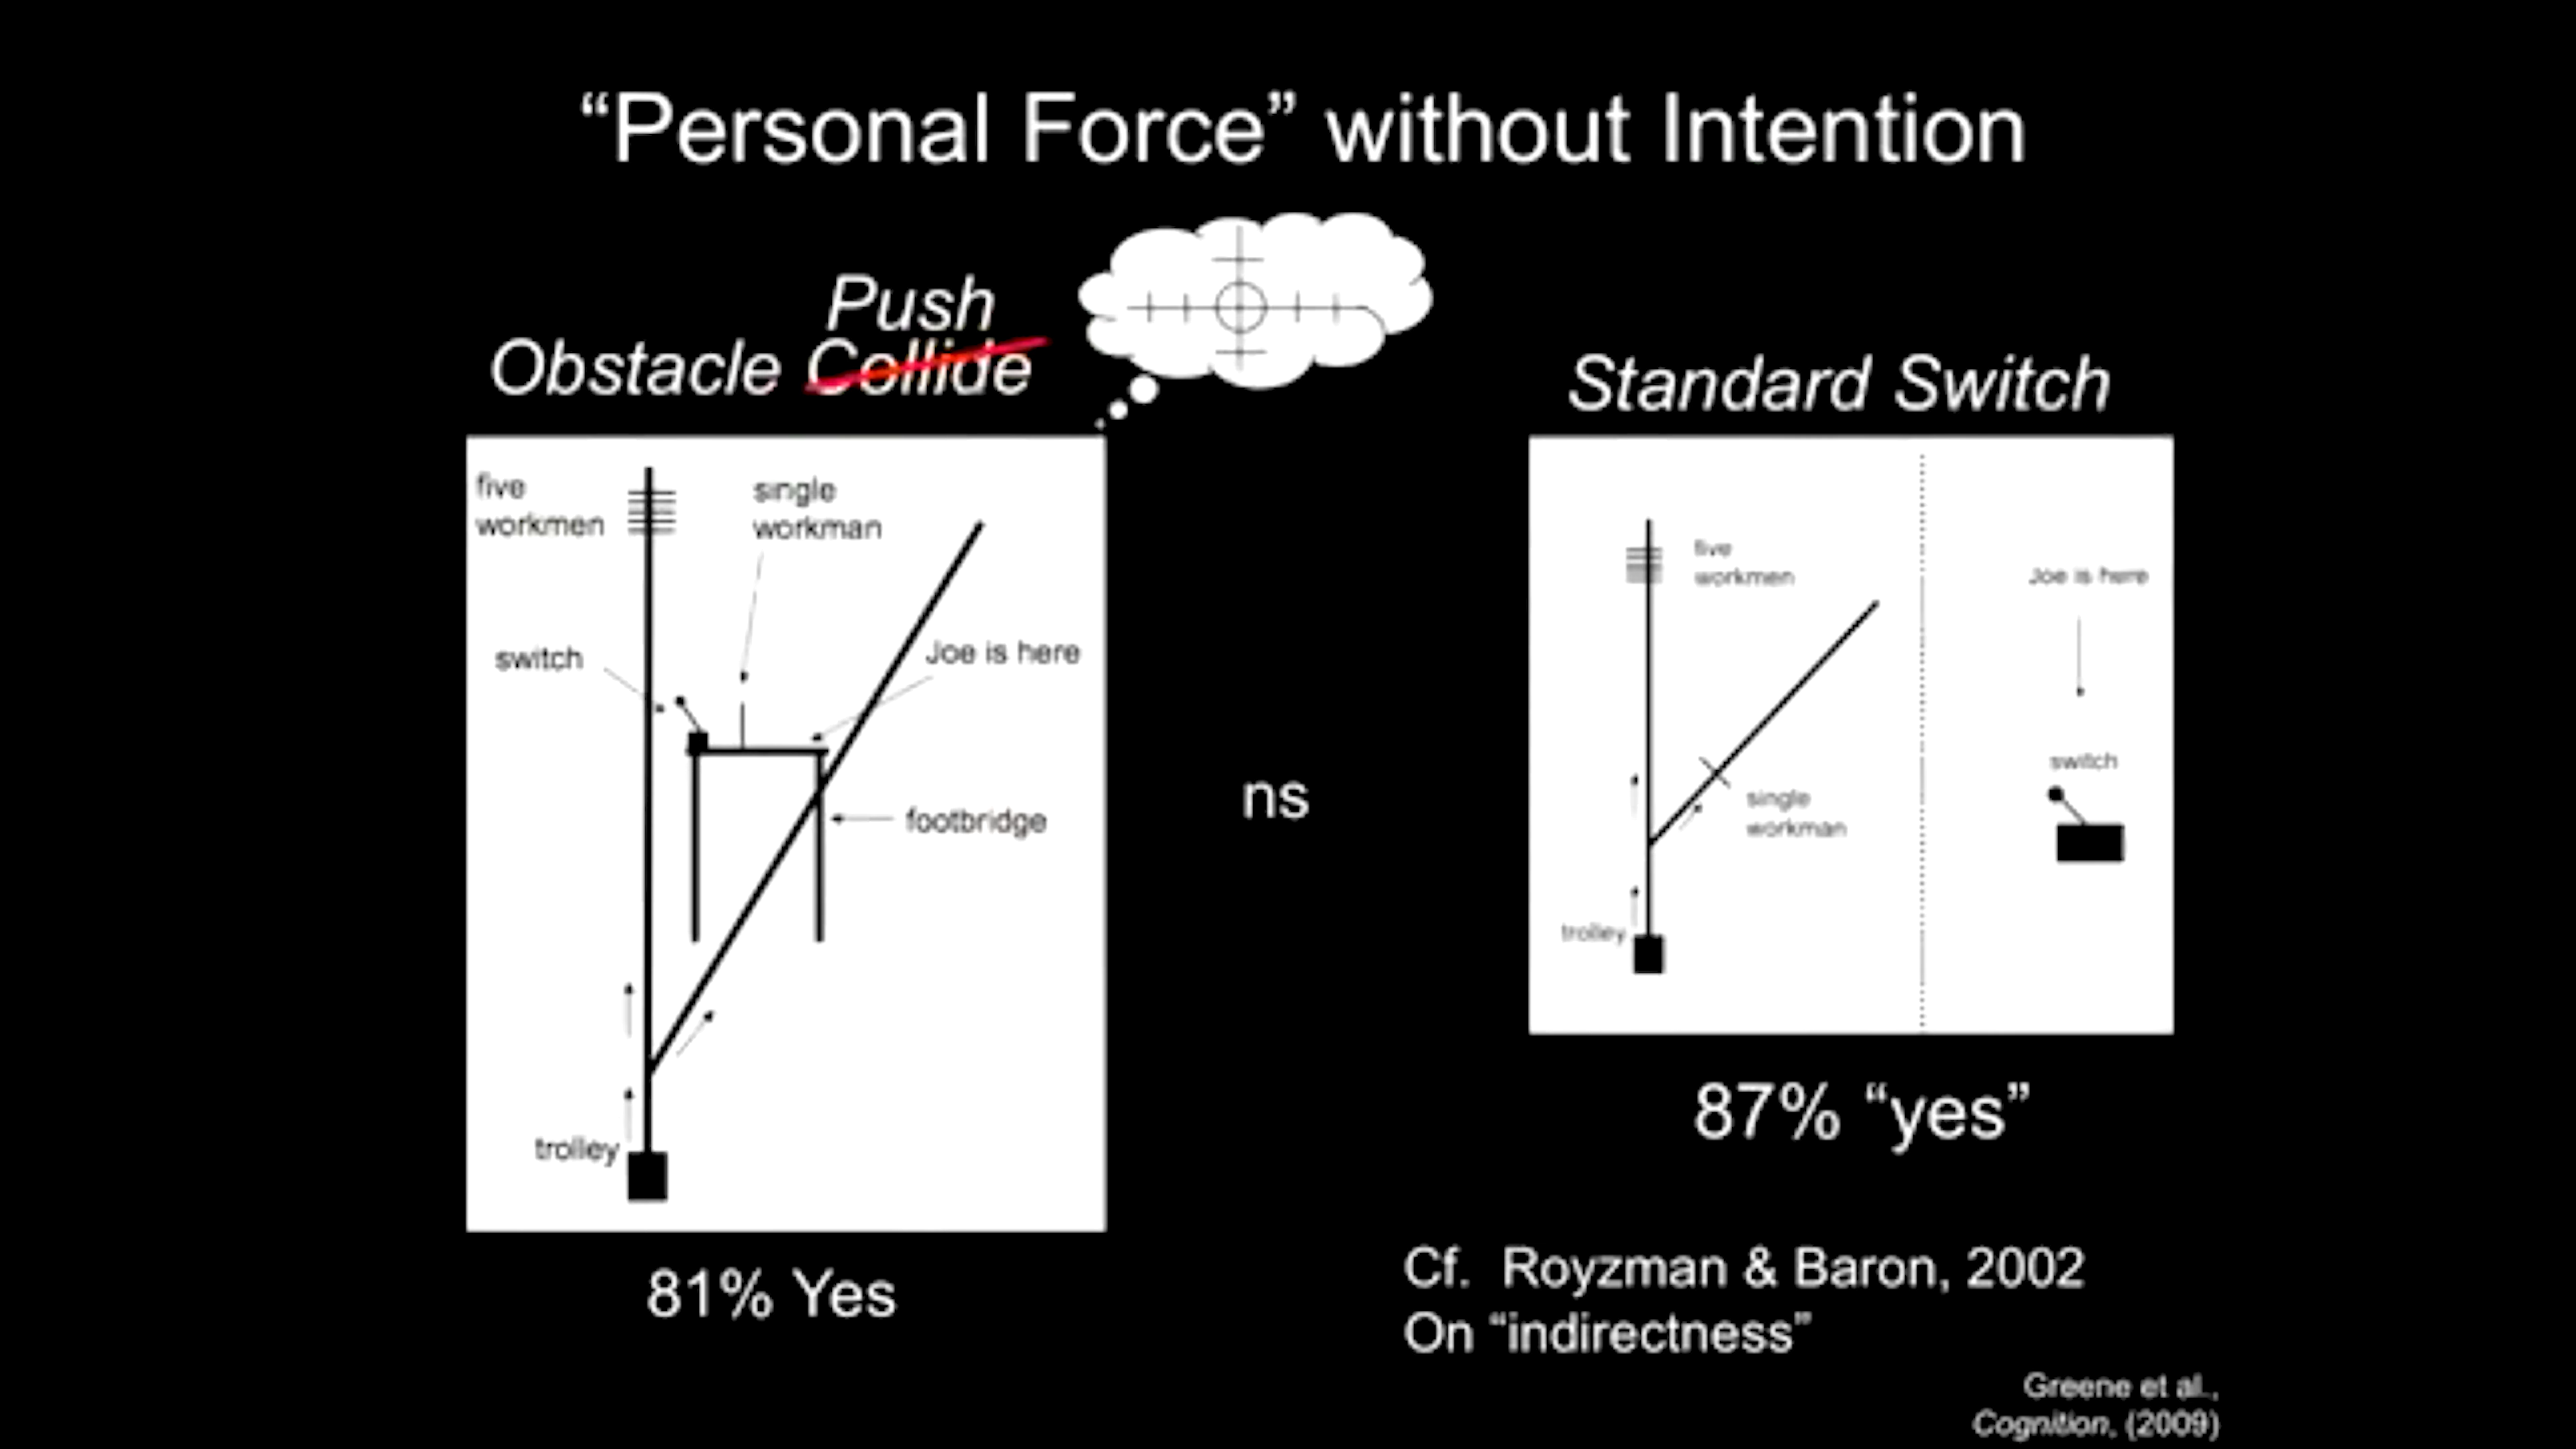 “Personal Force” without Intention
Push
Obstacle Collide
Standard Switch
five
workmen
single
workman
switch
Joe is here
footbridge
trolley
81% Yes
ns
five
workmen
Joe is here
switch
single
workman
trolley
87% “yes”
Cf. Royzman & Baron, 2002
On “indirectness”
Greene et al.,
Cognition, (2009)